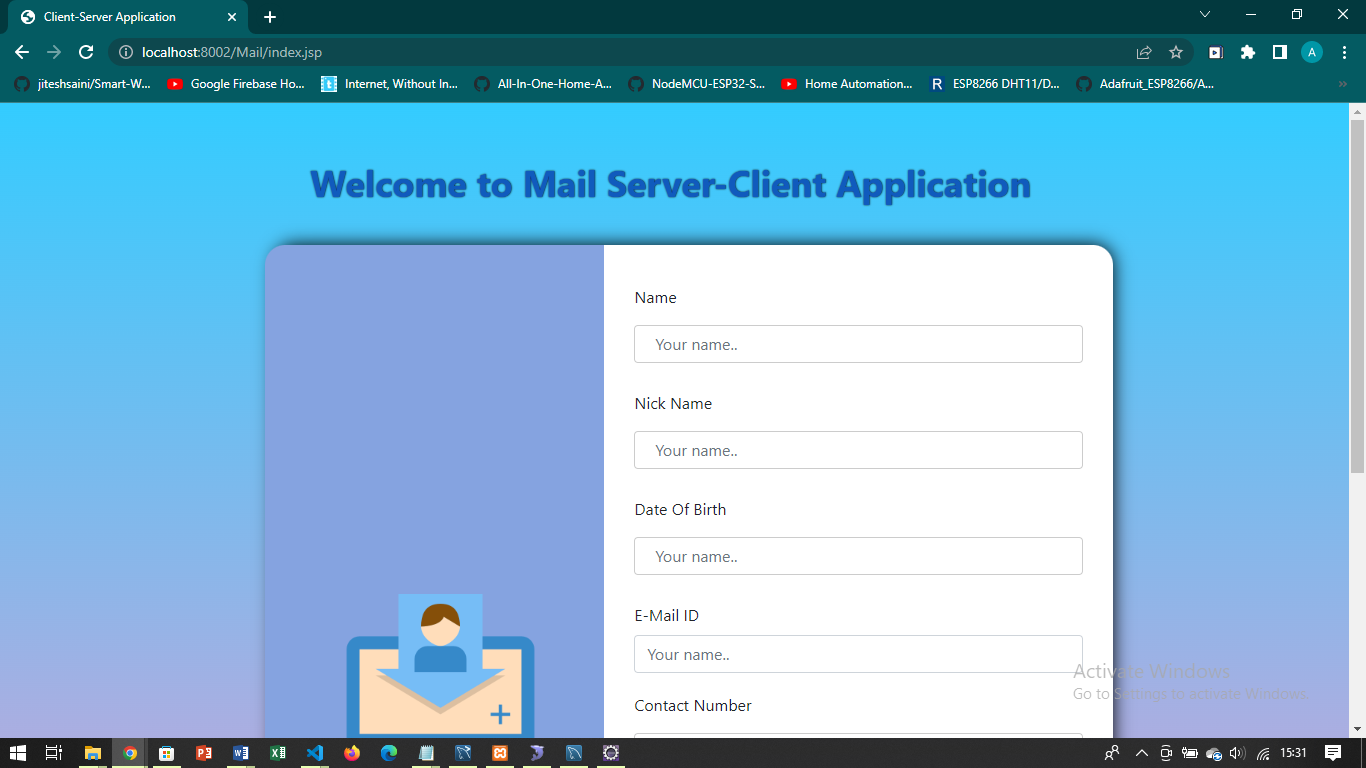 Client-Server Application
localhost:8002/Mail/index.jsp
A
jiteshsaini/Smart-W...
Google Firebase Ho...
Internet, Without In...
All-In-One-Home-A...
NodeMCU-ESP32-S...
Home Automation...
R ESP8266 DHT11/D...
Adafruit_ESP8266/A...
»
Welcome to Mail Server-Client Application
Name
Your name..
Nick Name
Your name..
Date Of Birth
Your name..
E-Mail ID
Your name..
Contact Number
Activate Windows
Go to Settings to activate Windows.
15:31